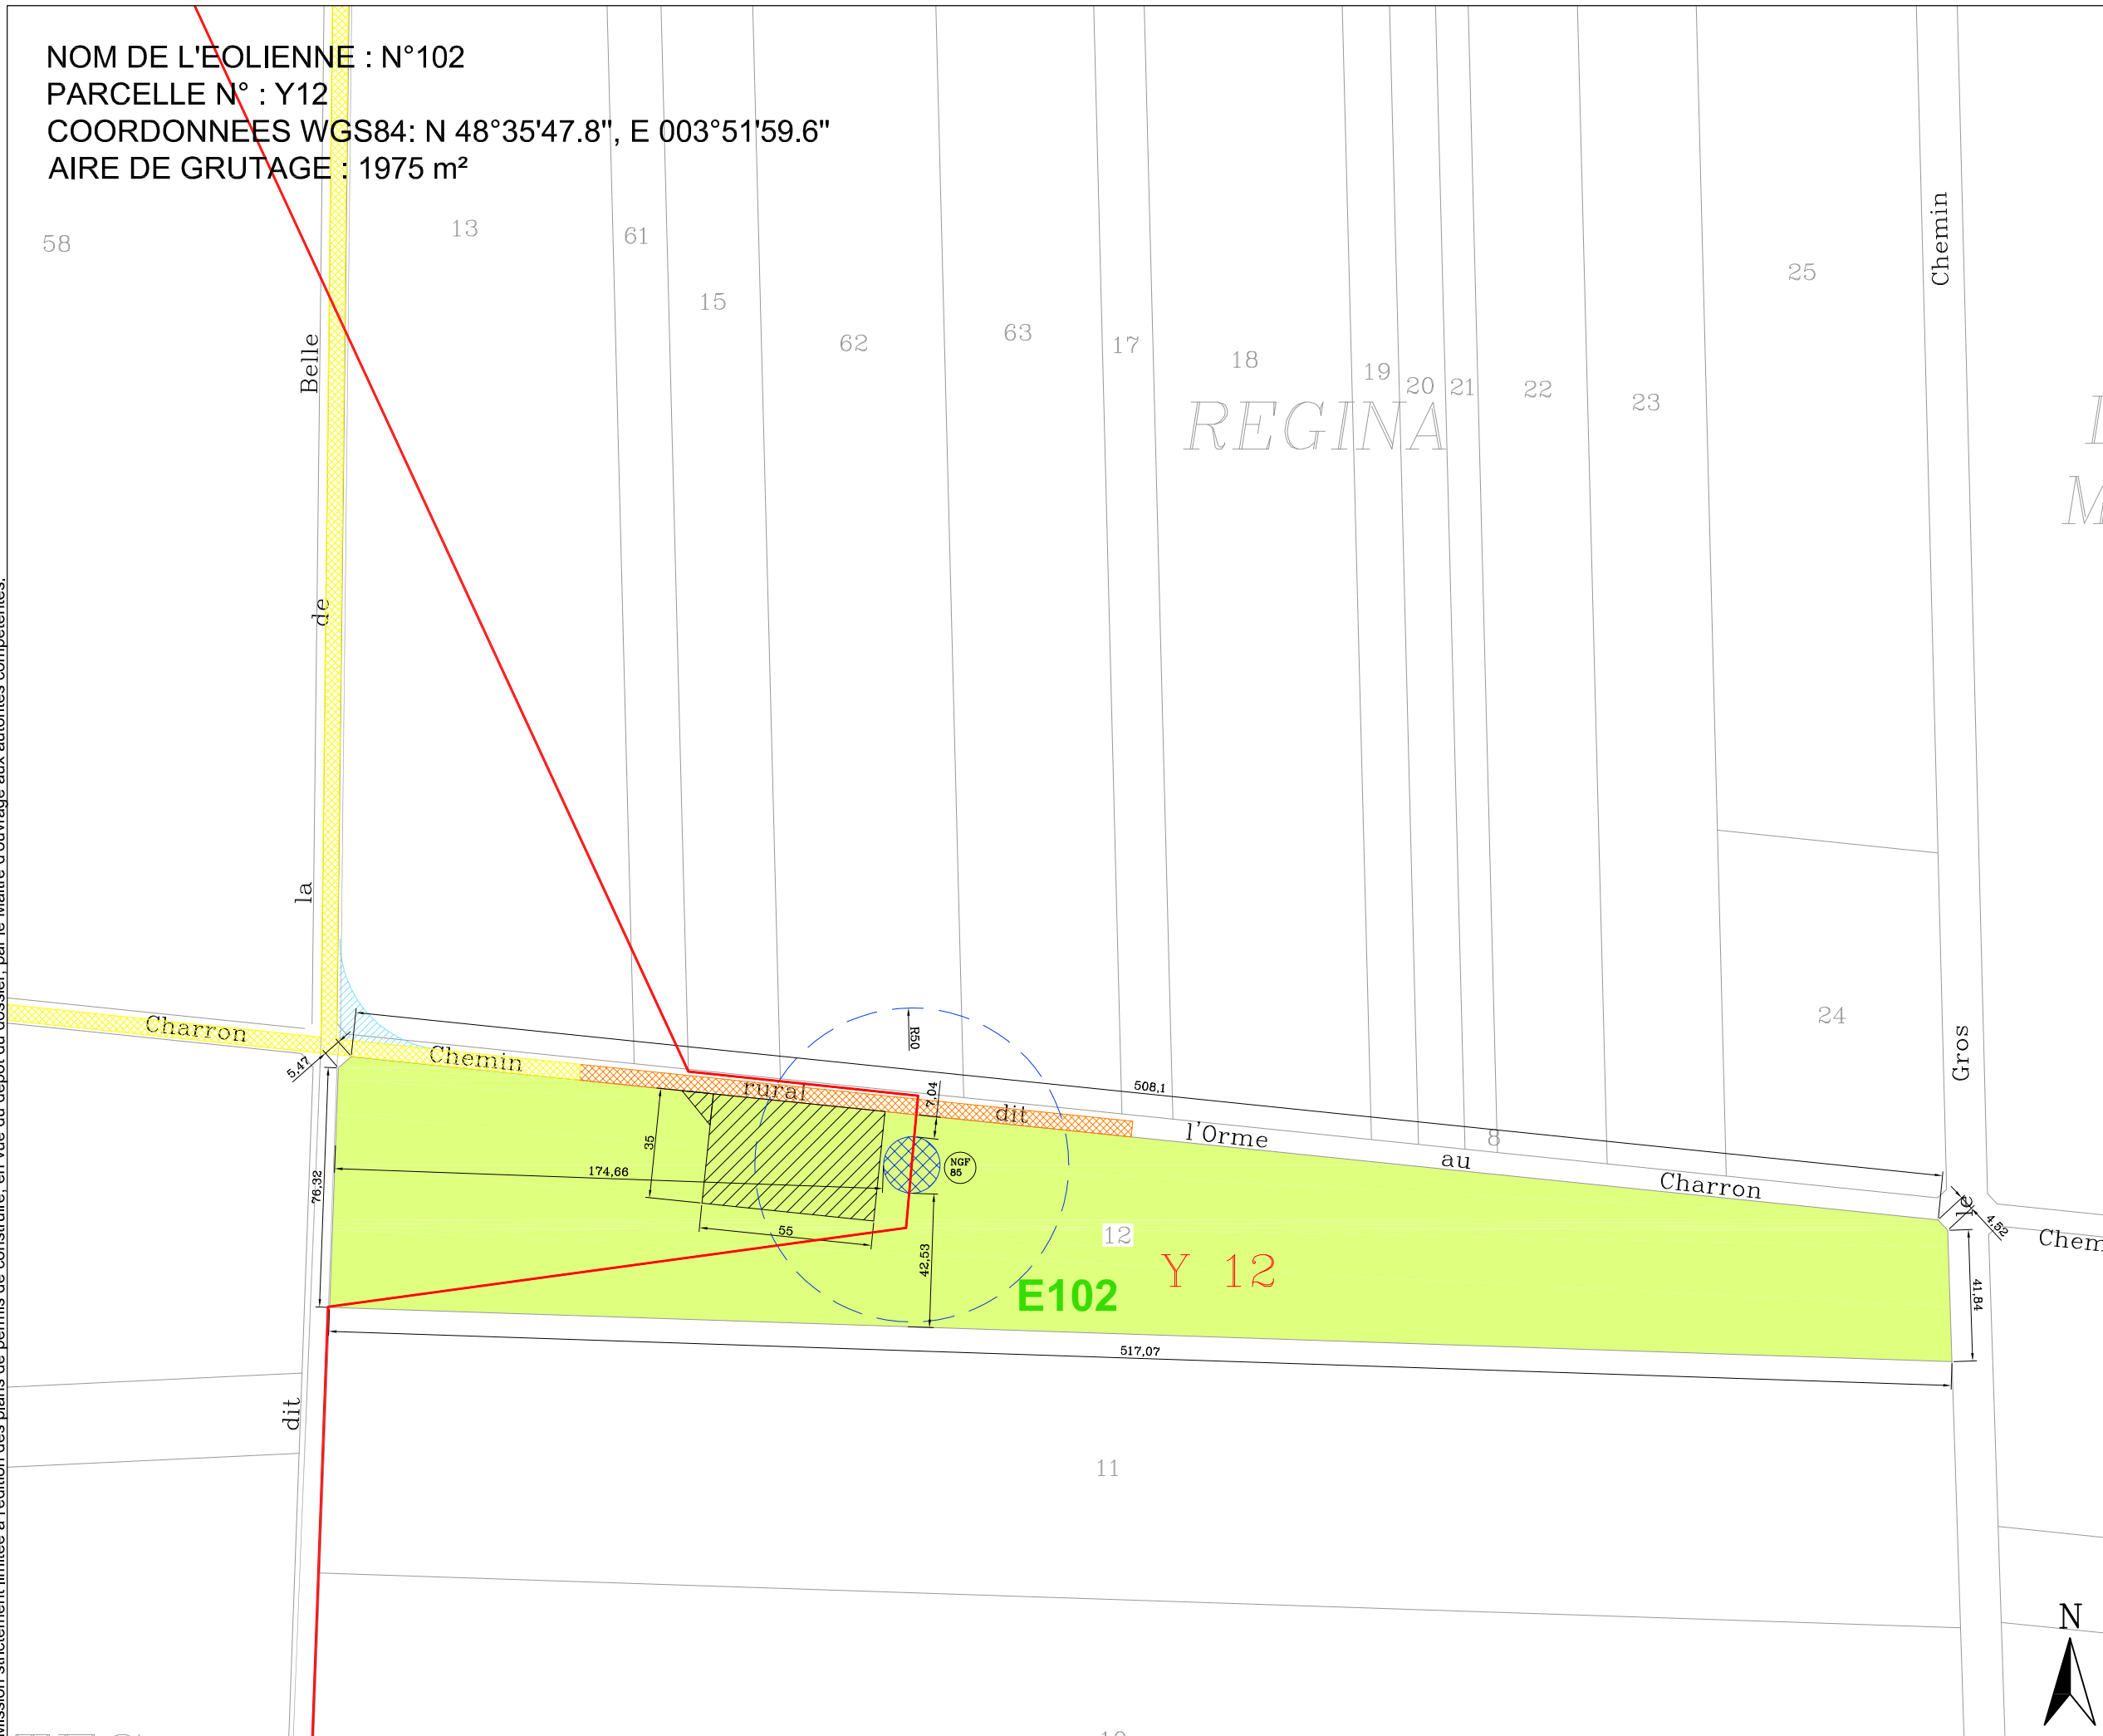 NOM DE L'EOLIENNE : N°102
PARCELLE N° : Y12
COORDONNEES WGS84: N 48°35'47.8", E 003°51'59.6"
AIRE DE GRUTAGE : 1975 m²
58
13
61
15
62
63
17
18
19
20
21
22
23
25
Chemin
REGINA
Belle
de
la
Charron
Chemin
rural
dit
l'Orme
au
Charron
8
24
Gros
dit
le
Chem
5,47
76,32
174,66
35
55
R50
7,04
508,1
NGF
85
42,53
12
Y 12
E102
4,52
41,84
517,07
11
10
N